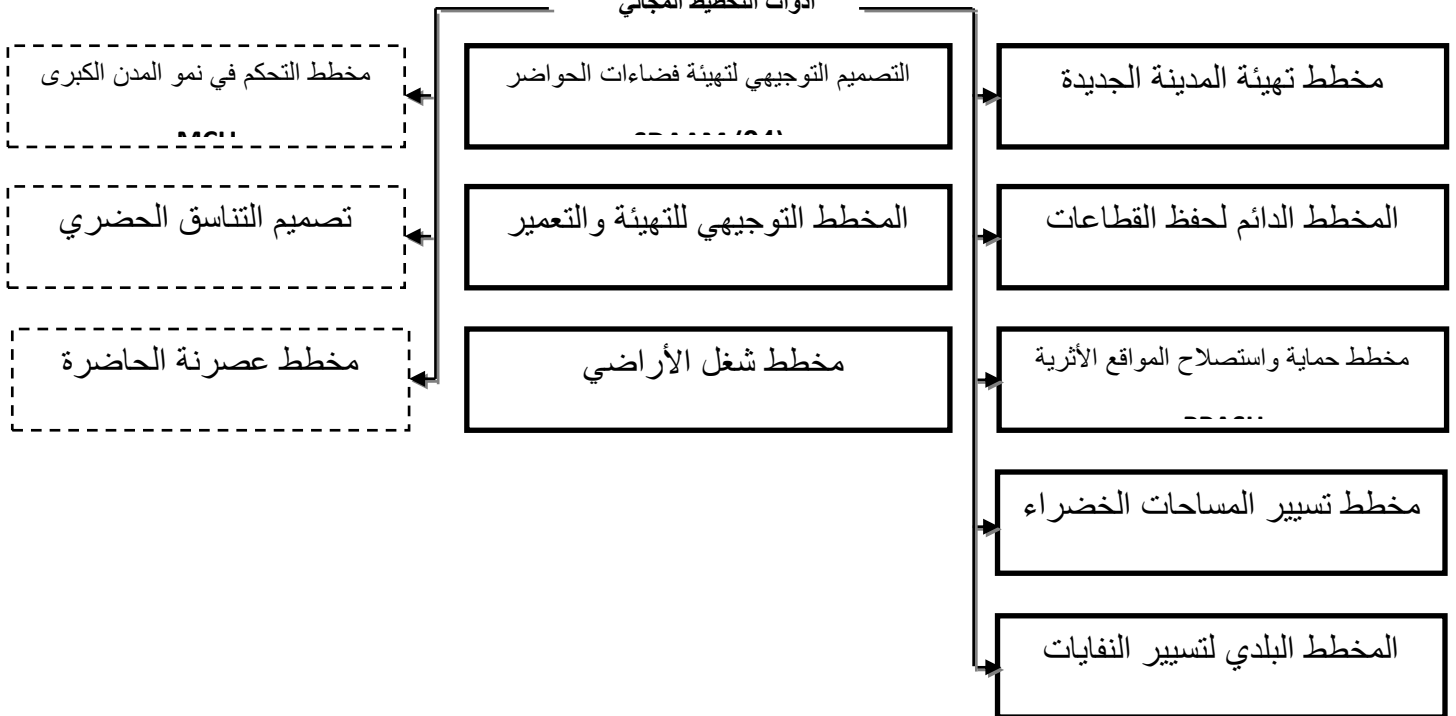 أدوات التخطيط المجالي
مخطط تهيئة المدينة الجديدة
التصميم التوجيهي لتهيئة فضاءات الحواضر
مخطط التحكم في نمو المدن الكبرى
المخطط الدائم لحفظ القطاعات
المخطط التوجيهي للتهيئة والتعمير
تصميم التناسق الحضري
مخطط حماية واستصلاح المواقع الأثرية
مخطط شغل الأراضي
مخطط عصرنة الحاضرة
مخطط تسيير المساحات الخضراء
المخطط البلدي لتسيير النفايات